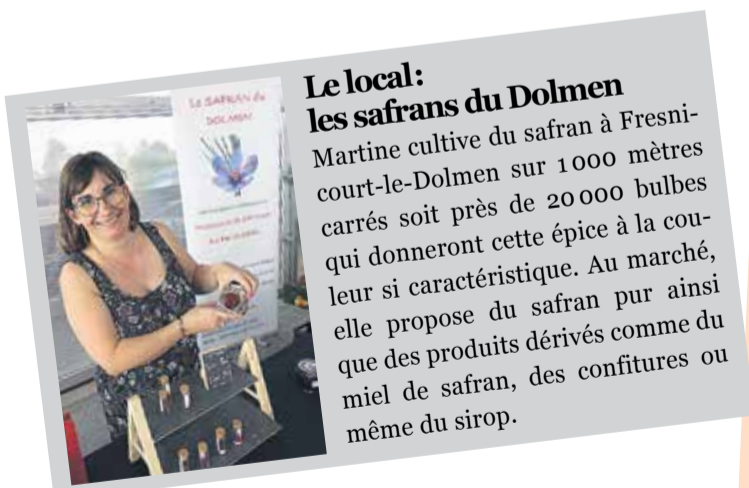 Le SAFRAN du
DOLMEN
Le local :
les safrans du Dolmen
Martine cultive du safran à Fresni-
court-le-Dolmen sur 1 000 mètres
carrés soit près de 20 000 bulbes
qui donneront cette épice à la cou-
leur si caractéristique. Au marché,
elle propose du safran pur ainsi
que des produits dérivés comme du
miel de safran, des confitures ou
même du sirop.